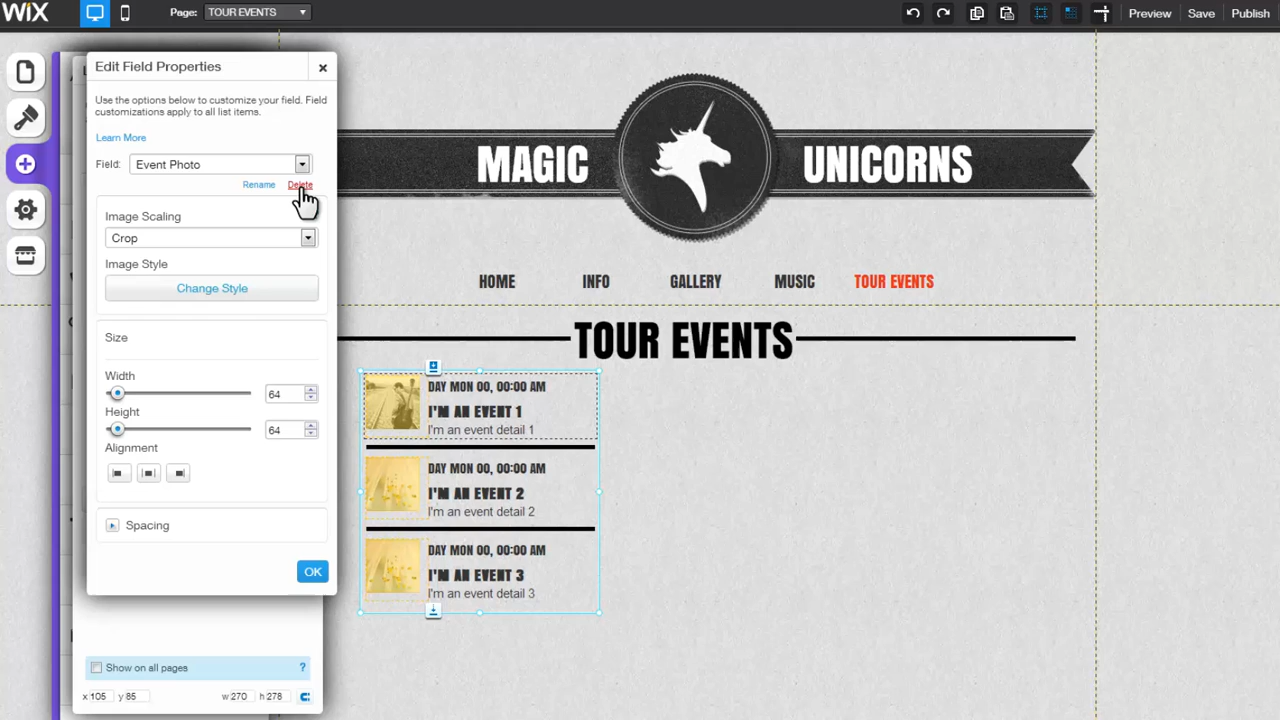 WiX
Page: TOUR EVENTS
Preview Save Publish
Edit Field Properties
Use the options below to customize your field. Field
customizations apply to all list items.
Learn More
Field: Event Photo
Rename Delete
Image Scaling
Crop
Image Style
Change Style
Size
Width
64
Height
64
Alignment
Spacing
OK
Show on all pages ?
x 105 y 85 w 270 h 276
MAGIC UNICORNS
HOME INFO GALLERY MUSIC TOUR EVENTS
TOUR EVENTS
DAY MON 00, 00:00 AM
I'M AN EVENT 1
I'm an event detail 1
DAY MON 00, 00:00 AM
I'M AN EVENT 2
I'm an event detail 2
DAY MON 00, 00:00 AM
I'M AN EVENT 3
I'm an event detail 3